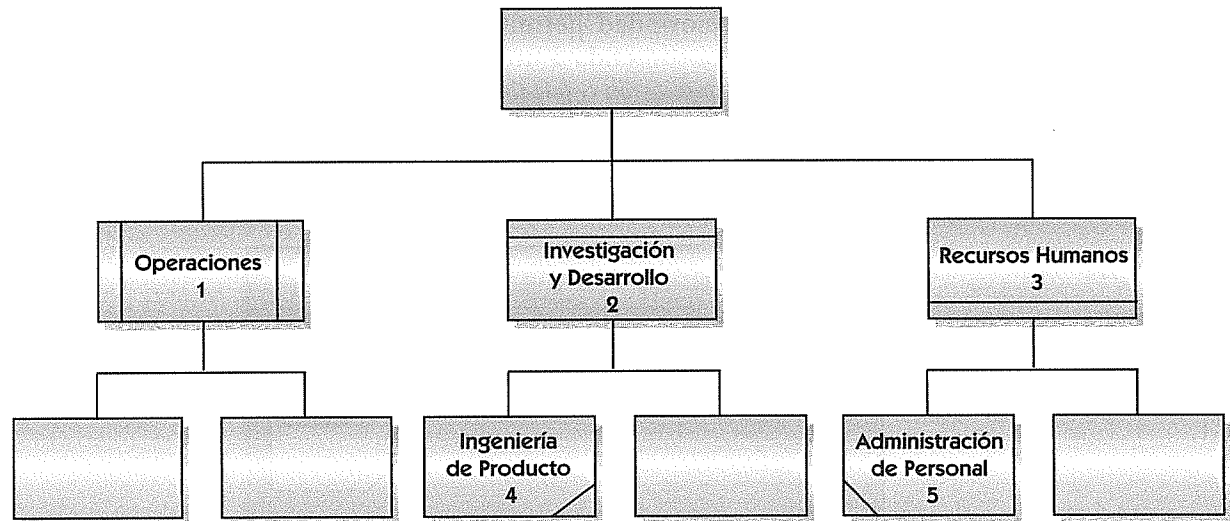 Operaciones
1
Investigación
y Desarrollo
2
Recursos Humanos
3
Ingeniería
de Producto
4
Administración
de Personal
5